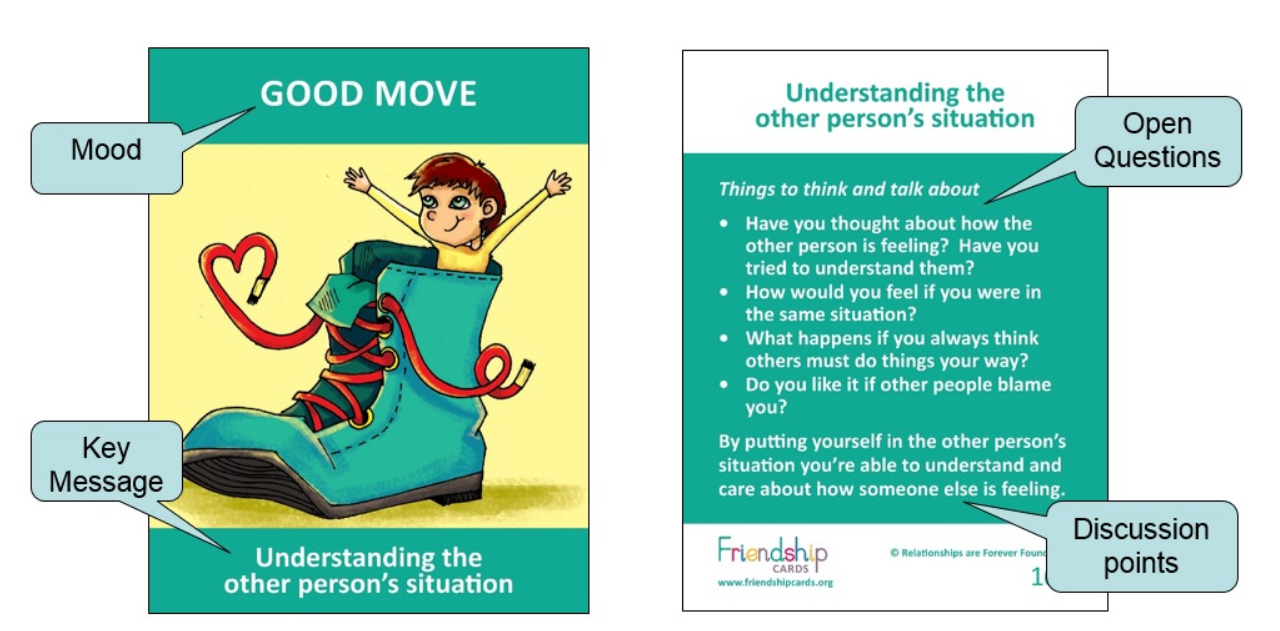 GOOD MOVE
Mood
Key
Message
Understanding the
other person's situation
Understanding the
other person's situation
Open
Questions
Things to think and talk about
• Have you thought about how the
other person is feeling?  Have you
tried to understand them?
• How would you feel if you were in
the same situation?
• What happens if you always think
others must do things your way?
• Do you like it if other people blame
you?
By putting yourself in the other person's
situation you're able to understand and
care about how someone else is feeling.
Discussion
points
Friendship
CARDS
www.friendshipcards.org
© Relationships are Forever